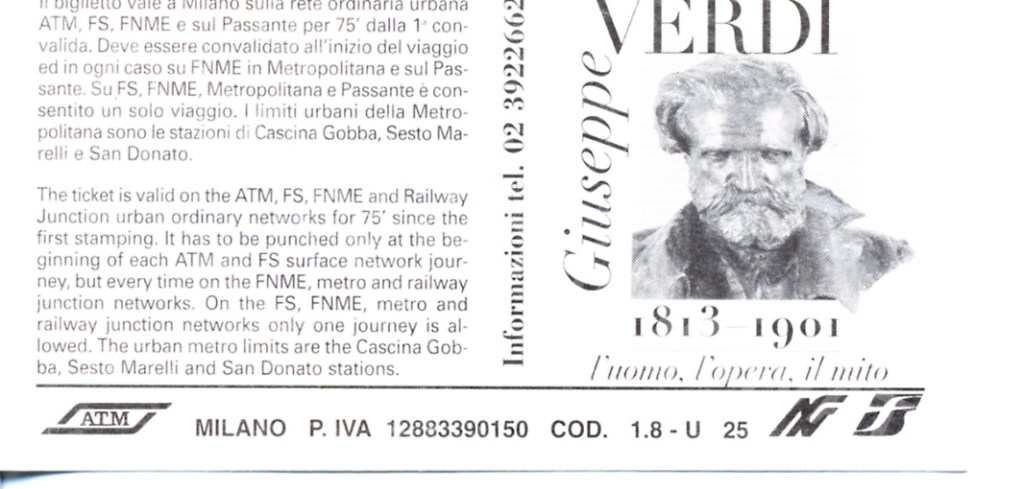 Il biglietto vale a Milano sulla rete ordinaria urbana
ATM, FS, FNME e sul Passante per 75' dalla 1ª con-
valida. Deve essere convalidato all'inizio del viaggio
ed in ogni caso su FNME in Metropolitana e sul Pas-
sante. Su FS, FNME, Metropolitana e Passante è con-
sentito un solo viaggio. I limiti urbani della Metro-
politana sono le stazioni di Cascina Gobba, Sesto Ma-
relli e San Donato.
The ticket is valid on the ATM, FS, FNME and Railway
Junction urban ordinary networks for 75' since the
first stamping. It has to be punched only at the be-
ginning of each ATM and FS surface network jour-
ney, but every time on the FNME, metro and railway
junction networks. On the FS, FNME, metro and
railway junction networks only one journey is al-
lowed. The urban metro limits are the Cascina Gob-
ba, Sesto Marelli and San Donato stations.
Informazioni tel. 02 3922662
Giuseppe
VERDI
1813-1901
l'uomo, l'opera, il mito
ATM
MILANO P. IVA 12883390150 COD. 1.8 - U 25
FS